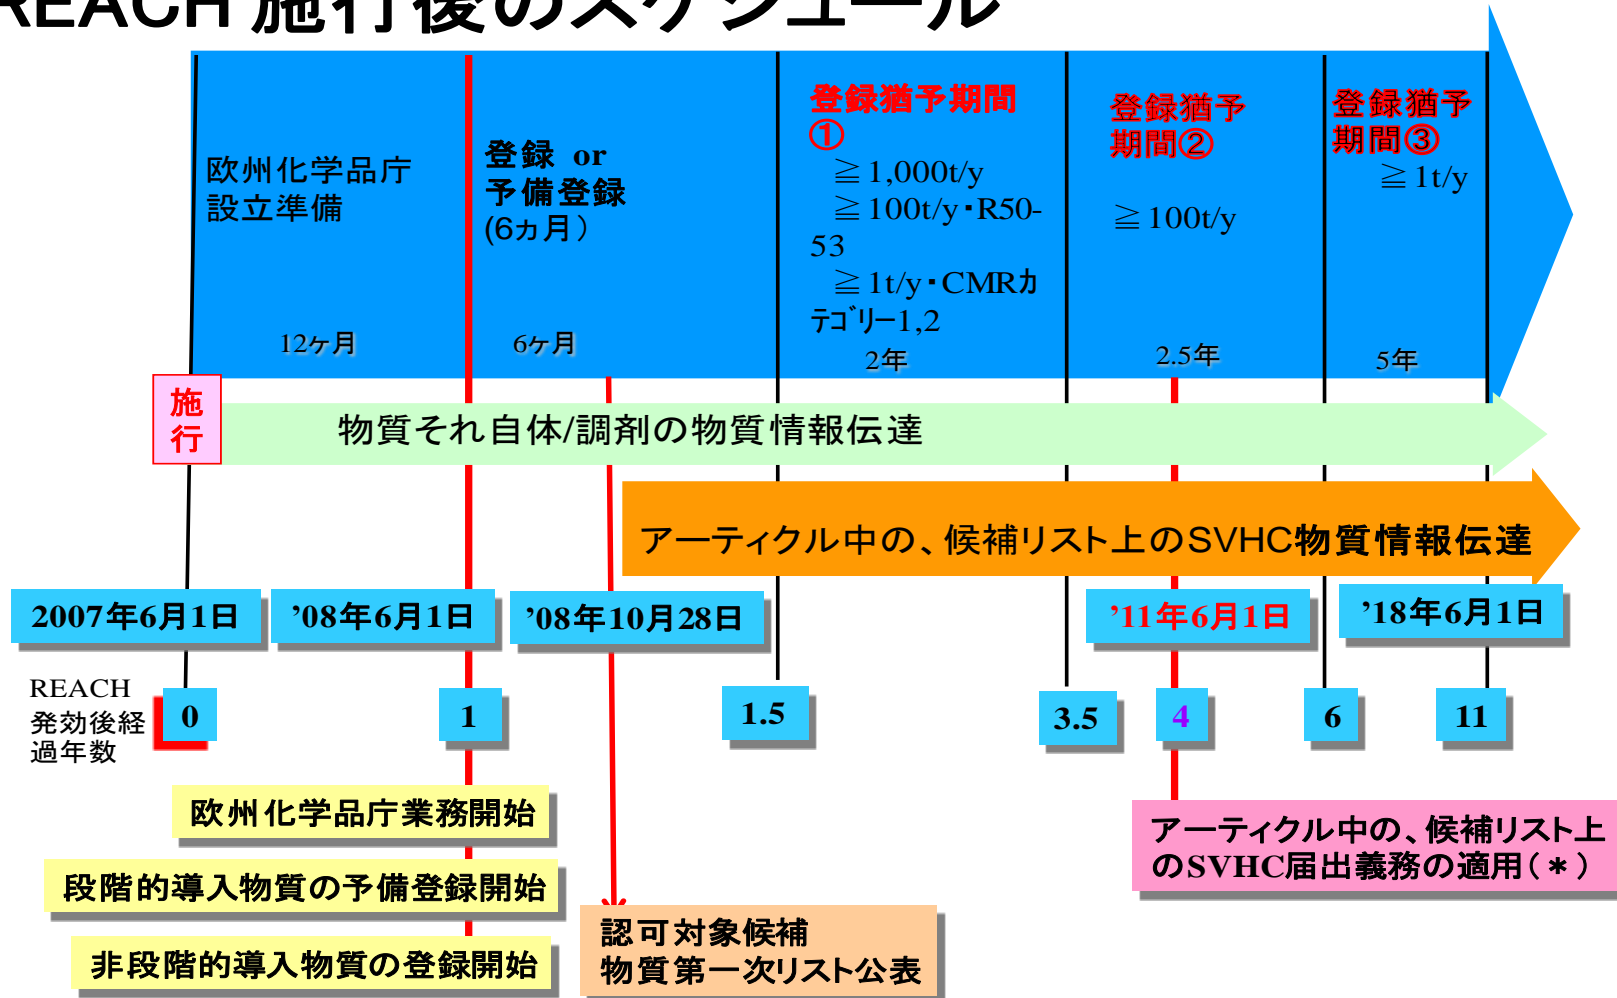 REACH 施行後のスケジュール
欧州化学品庁
設立準備
12ヶ月
登録 or
予備登録
(6ヵ月）
6ヶ月
登録猶予期間
①
≧1,000t/y
≧100t/y・R50-
53
≧1t/y・CMRｶ
ﾃｺﾞﾘｰ1,2
2年
登録猶予
期間②
≧100t/y
2.5年
登録猶予
期間③
≧1t/y
5年
施
行
物質それ自体/調剤の物質情報伝達
アーティクル中の、候補リスト上のSVHC物質情報伝達
2007年6月1日
’08年6月1日
’08年10月28日
’11年6月1日
’18年6月1日
REACH
発効後経
過年数
0
1
1.5
3.5
4
6
11
欧州化学品庁業務開始
段階的導入物質の予備登録開始
非段階的導入物質の登録開始
認可対象候補
物質第一次リスト公表
アーティクル中の、候補リスト上
のSVHC届出義務の適用(＊)